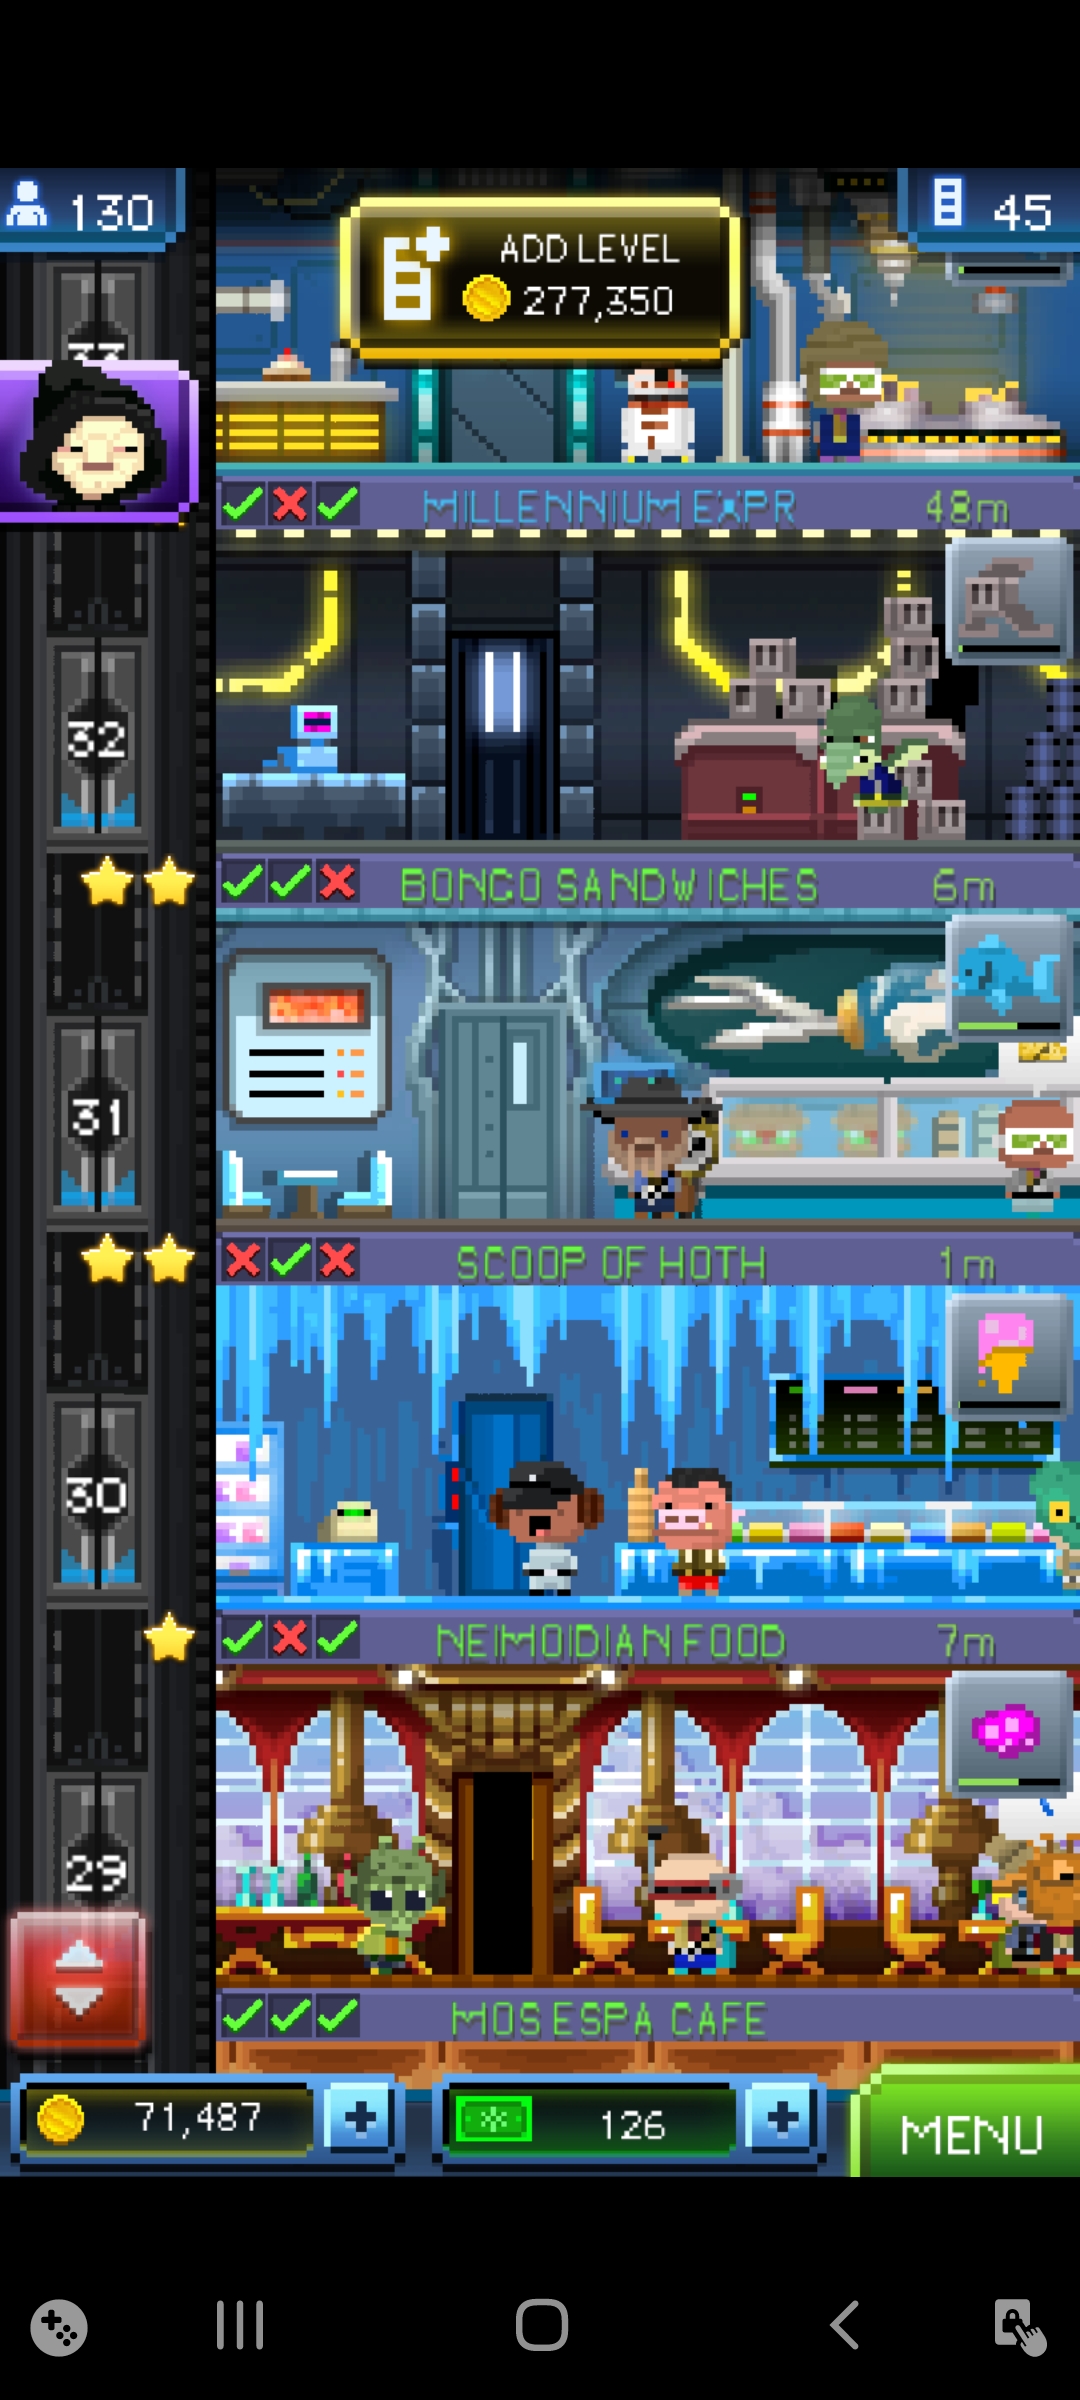 130
ADD LEVEL
277,350
45
33
MILLENNIUM EXPR 48m
32
BONGO SANDWICHES 6m
31
SCOOP OF HOTH 1m
30
NEIMOIDIAN FOOD 7m
29
MOS ESPA CAFE
71,487
126
MENU